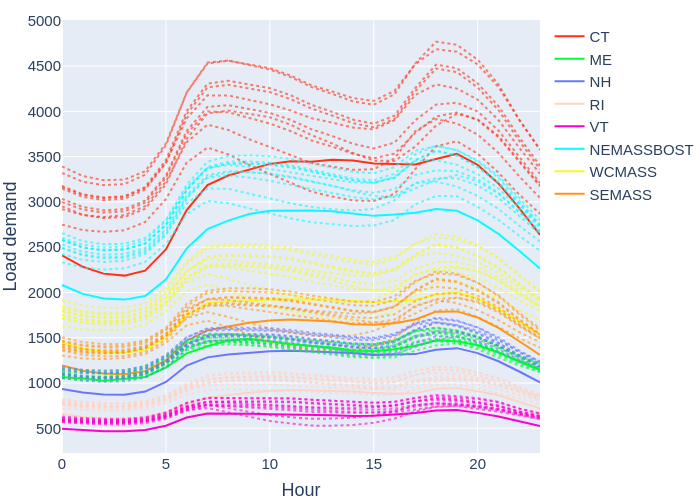 5000
4500
4000
3500
3000
2500
2000
1500
1000
500
0
5
10
15
20
Load demand
Hour
CT
ME
NH
RI
VT
NEMASSBOST
WCMASS
SEMASS